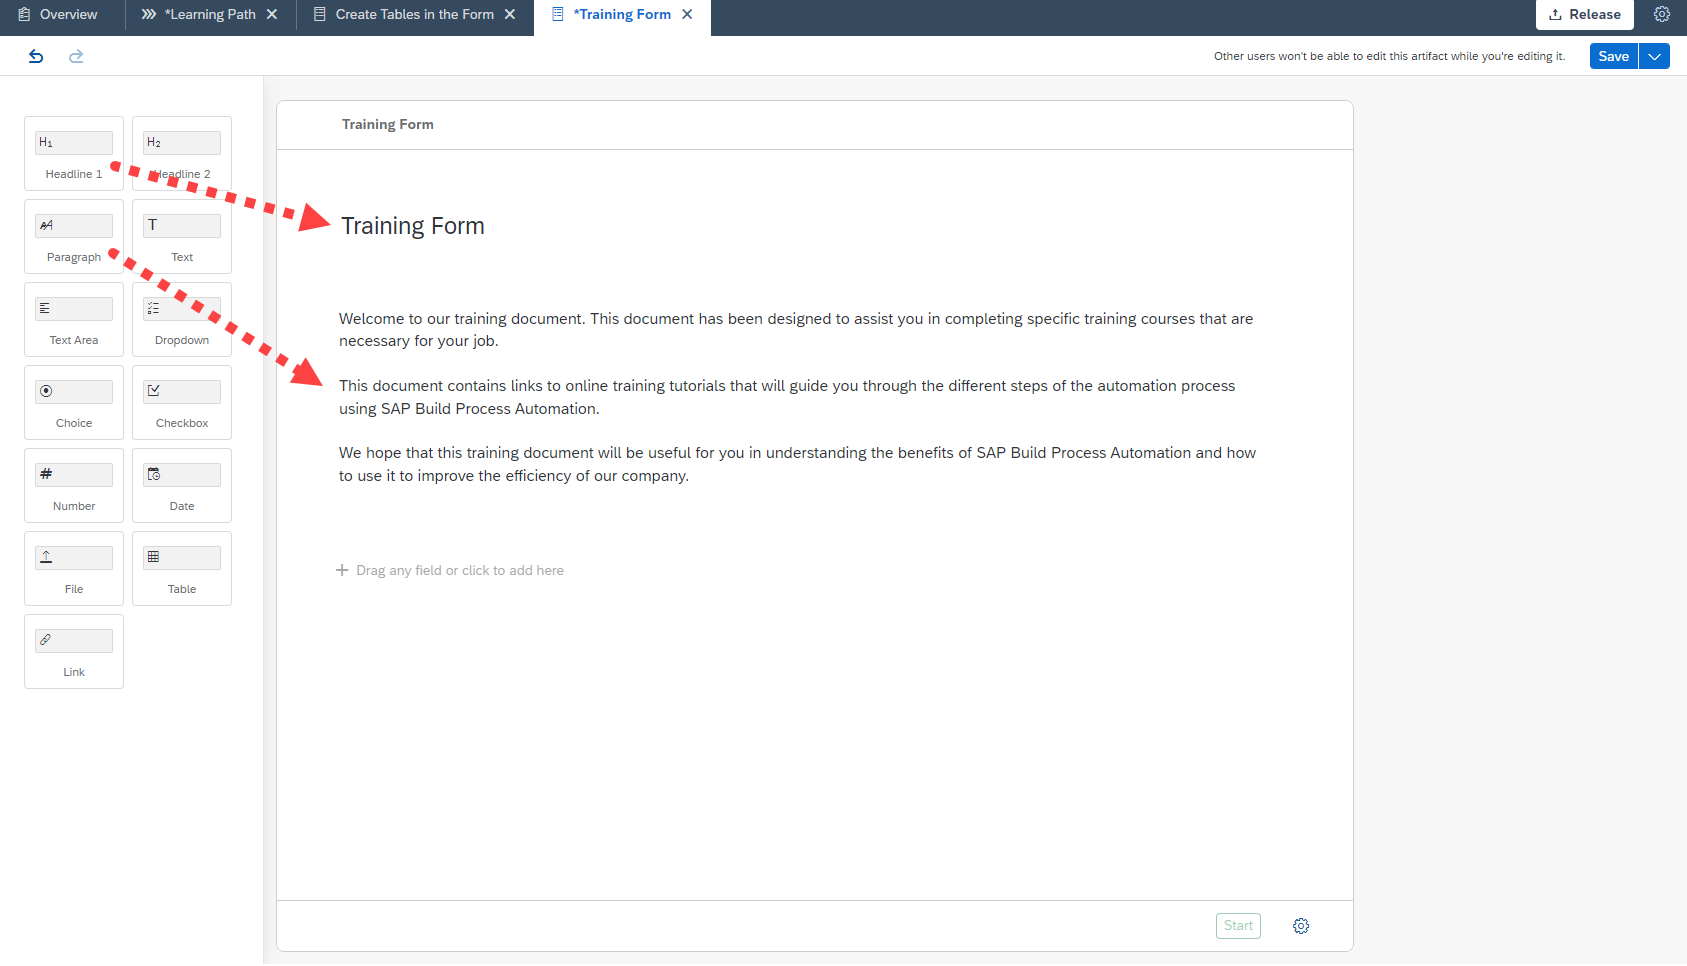 Overview
*Learning Path
Create Tables in the Form
*Training Form
Release
Other users won't be able to edit this artifact while you're editing it.
Save
H1
Headline 1
H2
Headline 2
Paragraph
T
Text
Text Area
Dropdown
Choice
Checkbox
#
Number
Date
File
Table
Link
Training Form
Training Form
Welcome to our training document. This document has been designed to assist you in completing specific training courses that are
necessary for your job.
This document contains links to online training tutorials that will guide you through the different steps of the automation process
using SAP Build Process Automation.
We hope that this training document will be useful for you in understanding the benefits of SAP Build Process Automation and how
to use it to improve the efficiency of our company.
Drag any field or click to add here
Start